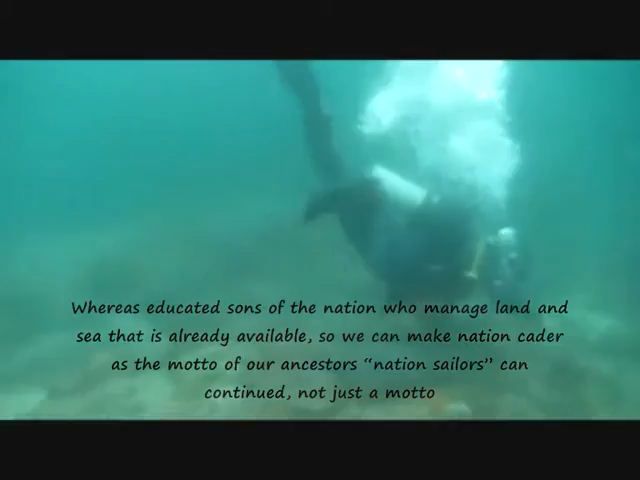 Whereas educated sons of the nation who manage land and
sea that is already available, so we can make nation cader
as the motto of our ancestors “nation sailors” can
continued, not just a motto